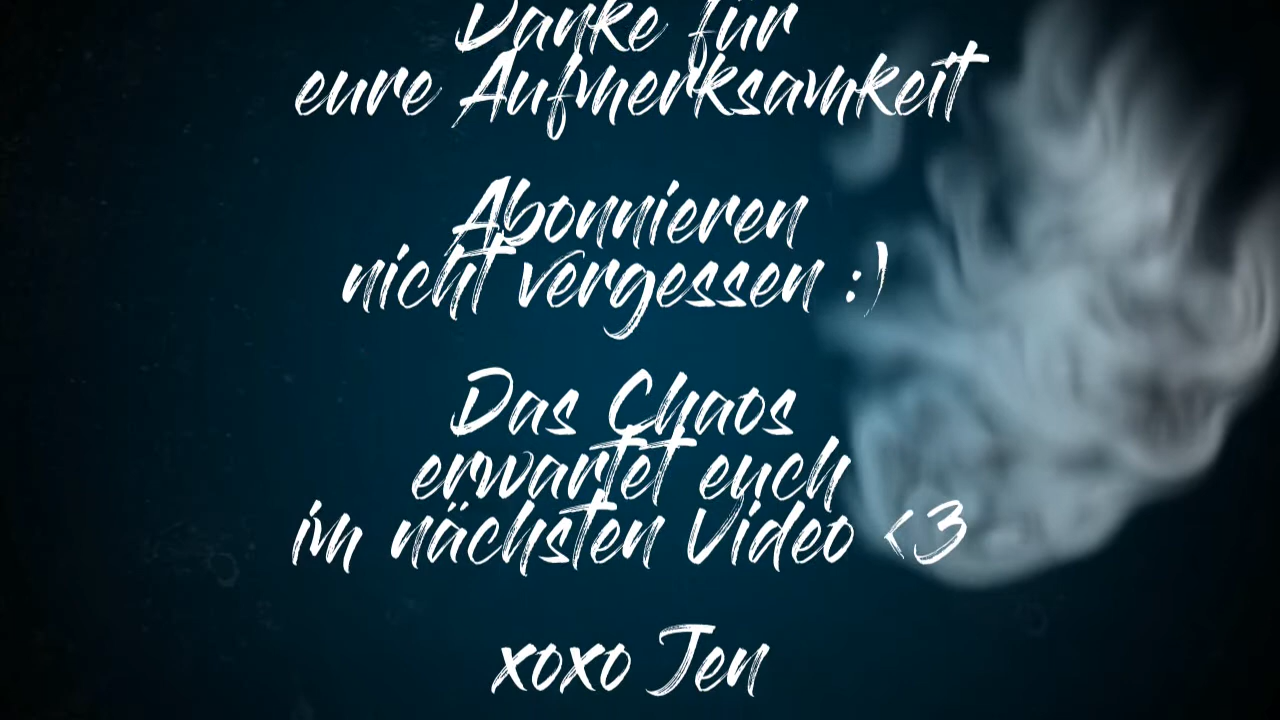 Danke für
eure Aufmerksamkeit
Abonnieren
nicht vergessen :)
Das Chaos
erwartet euch
im nächsten Video <3
xoxo Jen